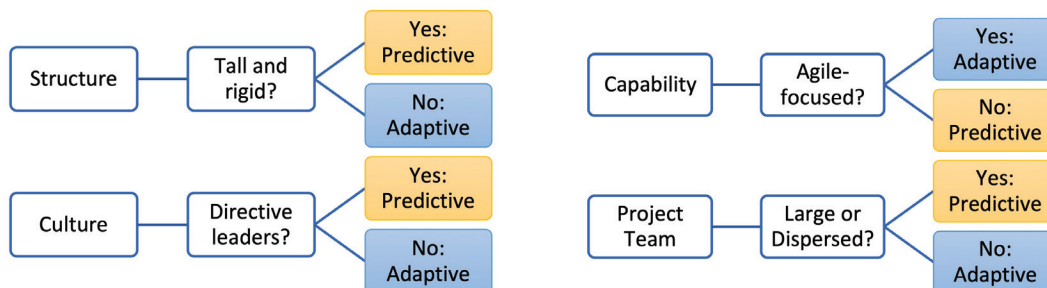 Structure
Tall and
rigid?
Yes:
Predictive
No:
Adaptive
Culture
Directive
leaders?
Yes:
Predictive
No:
Adaptive
Capability
Agile-
focused?
Yes:
Adaptive
No:
Predictive
Project
Team
Large or
Dispersed?
Yes:
Predictive
No:
Adaptive